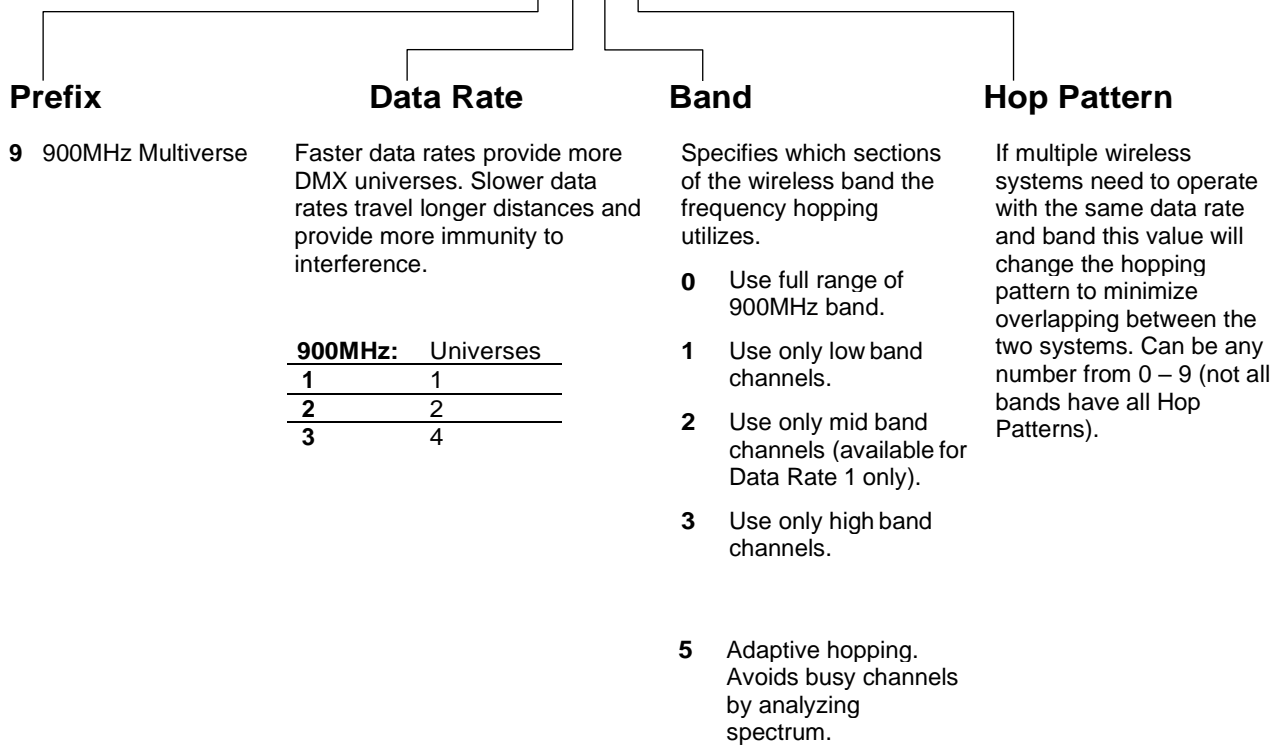 Prefix
9 900MHz Multiverse
Data Rate
Faster data rates provide more
DMX universes. Slower data
rates travel longer distances and
provide more immunity to
interference.
900MHz: Universes
1 1
2 2
3 4
Band
Specifies which sections
of the wireless band the
frequency hopping
utilizes.
0 Use full range of
900MHz band.
1 Use only low band
channels.
2 Use only mid band
channels (available for
Data Rate 1 only).
3 Use only high band
channels.
5 Adaptive hopping.
Avoids busy channels
by analyzing
spectrum.
Hop Pattern
If multiple wireless
systems need to operate
with the same data rate
and band this value will
change the hopping
pattern to minimize
overlapping between the
two systems. Can be any
number from 0 – 9 (not all
bands have all Hop
Patterns).